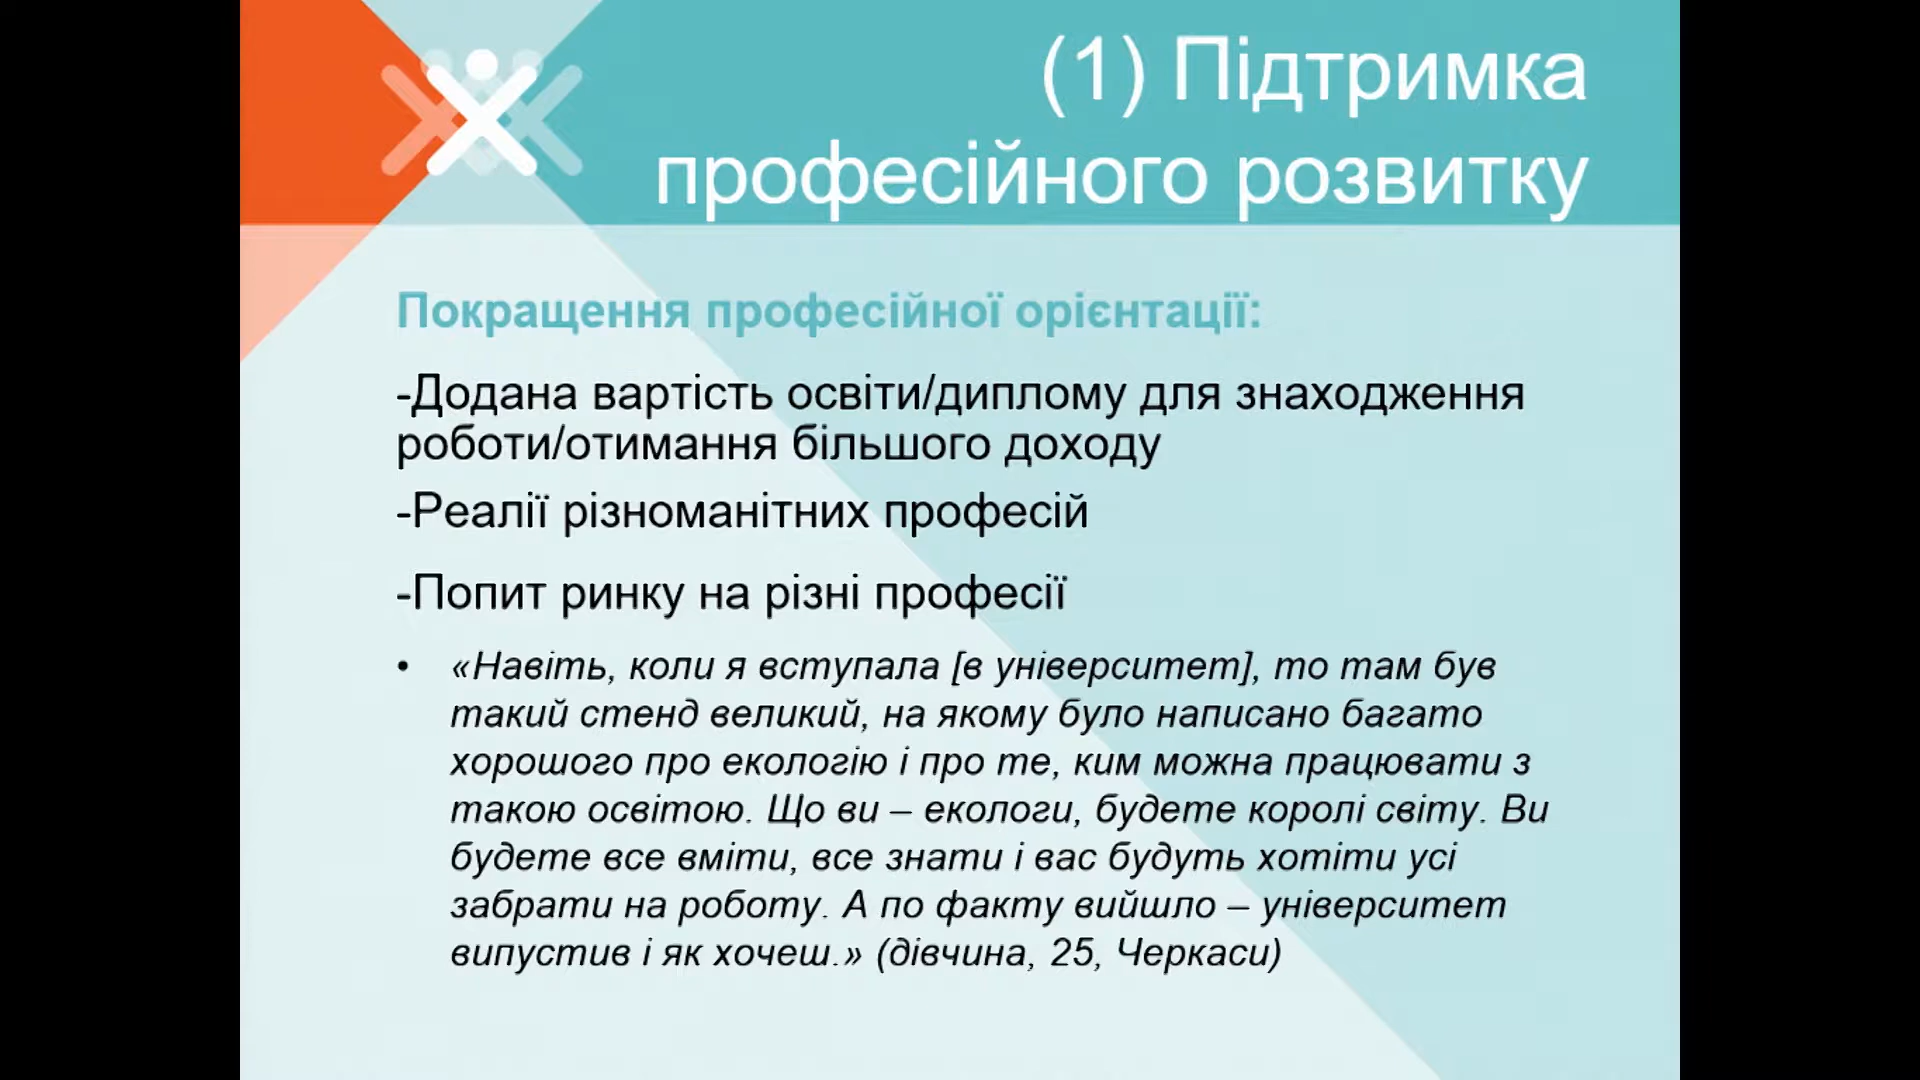 (1) Підтримка
професійного розвитку
Покращення професійної орієнтації:
-Додана вартість освіти/диплому для знаходження
роботи/отимання більшого доходу
-Реалії різноманітних професій
-Попит ринку на різні професії
• «Навіть, коли я вступала [в університет], то там був
такий стенд великий, на якому було написано багато
хорошого про екологію і про те, ким можна працювати з
такою освітою. Що ви – екологи, будете королі світу. Ви
будете все вміти, все знати і вас будуть хотіти усі
забрати на роботу. А по факту вийшло – університет
випустив і як хочеш.» (дівчина, 25, Черкаси)